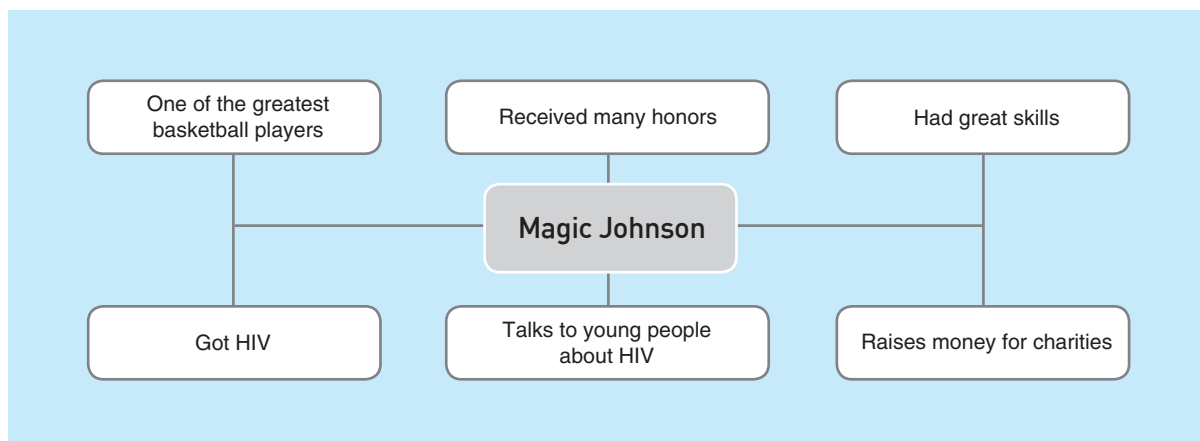 One of the greatest
basketball players
Received many honors
Had great skills
Magic Johnson
Got HIV
Talks to young people
about HIV
Raises money for charities